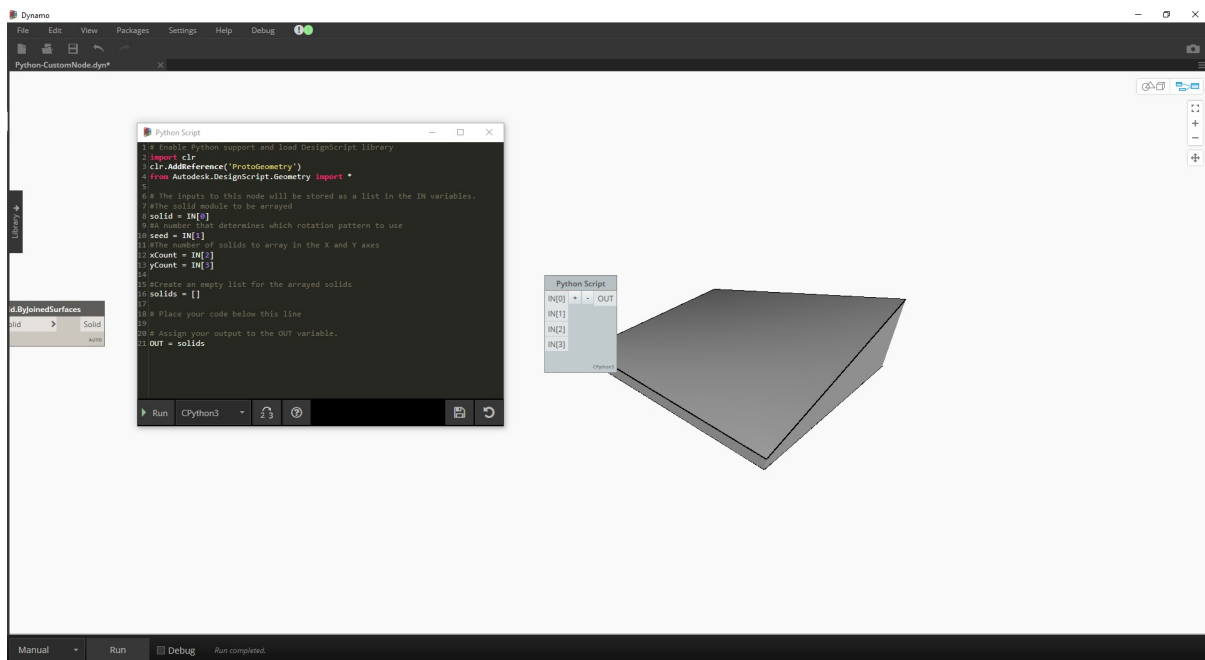 Dynamo
File Edit View Packages Settings Help Debug
Python-CustomNode.dyn*
Library
Python Script
1 # Enable Python support and load DesignScript library
2 import clr
3 clr.AddReference('ProtoGeometry')
4 from Autodesk.DesignScript.Geometry import *
5
6 # The inputs to this node will be stored as a list in the IN variables.
7 #The solid module to be arrayed
8 solid = IN[0]
9 #A number that determines which rotation pattern to use
10 seed = IN[1]
11 #The number of solids to array in the X and Y axes
12 xCount = IN[2]
13 yCount = IN[3]
14
15 #Create an empty list for the arrayed solids
16 solids = []
17
18 # Place your code below this line
19
20 # Assign your output to the OUT variable.
21 OUT = solids
Run CPython3 2 3 ?
id.ByJoinedSurfaces
olid > Solid
AUTO
Python Script
IN[0] + - OUT
IN[1]
IN[2]
IN[3]
CPython3
Manual Run Debug Run completed.